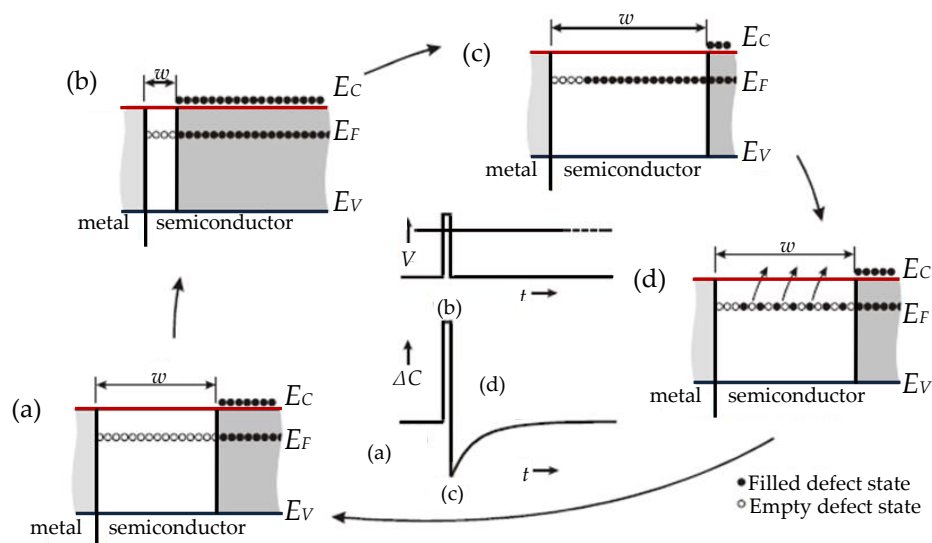 (b)
w
E_C
E_F
E_V
metal
semiconductor
(c)
w
E_C
E_F
E_V
metal
semiconductor
V
t
(b)
ΔC
(d)
(a)
t
(c)
(d)
w
E_C
E_F
E_V
metal
semiconductor
(a)
w
E_C
E_F
E_V
metal
semiconductor
Filled defect state
Empty defect state